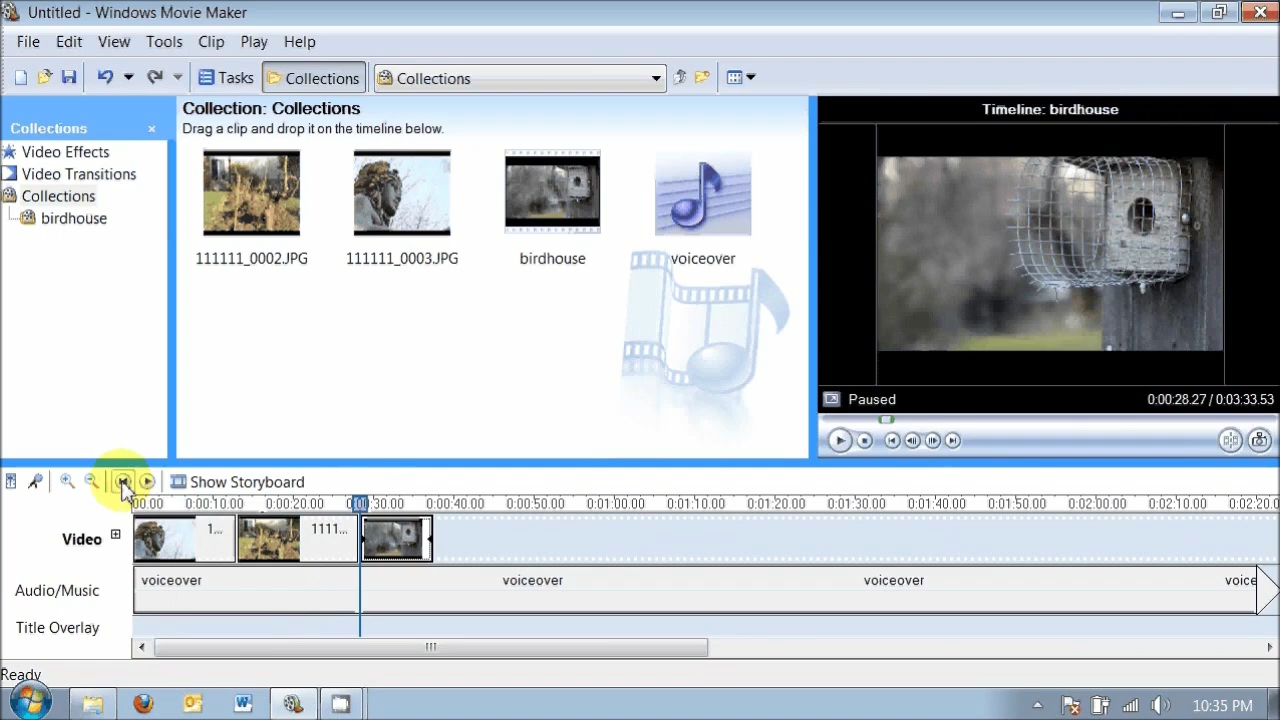 Untitled - Windows Movie Maker
File Edit View Tools Clip Play Help
Tasks Collections Collections
Collections ×
Video Effects
Video Transitions
Collections
birdhouse
Collection: Collections
Drag a clip and drop it on the timeline below.
111111_0002.JPG 111111_0003.JPG birdhouse voiceover
Timeline: birdhouse
Paused 0:00:28.27 / 0:03:33.53
Show Storyboard
00.00 0:00:10.00 0:00:20.00 0:00:30.00 0:00:40.00 0:00:50.00 0:01:00.00 0:01:10.00 0:01:20.00 0:01:30.00 0:01:40.00 0:01:50.00 0:02:00.00 0:02:10.00 0:02:20.0
Video 1... 1111...
Audio/Music voiceover voiceover voiceover voice
Title Overlay
Ready
10:35 PM